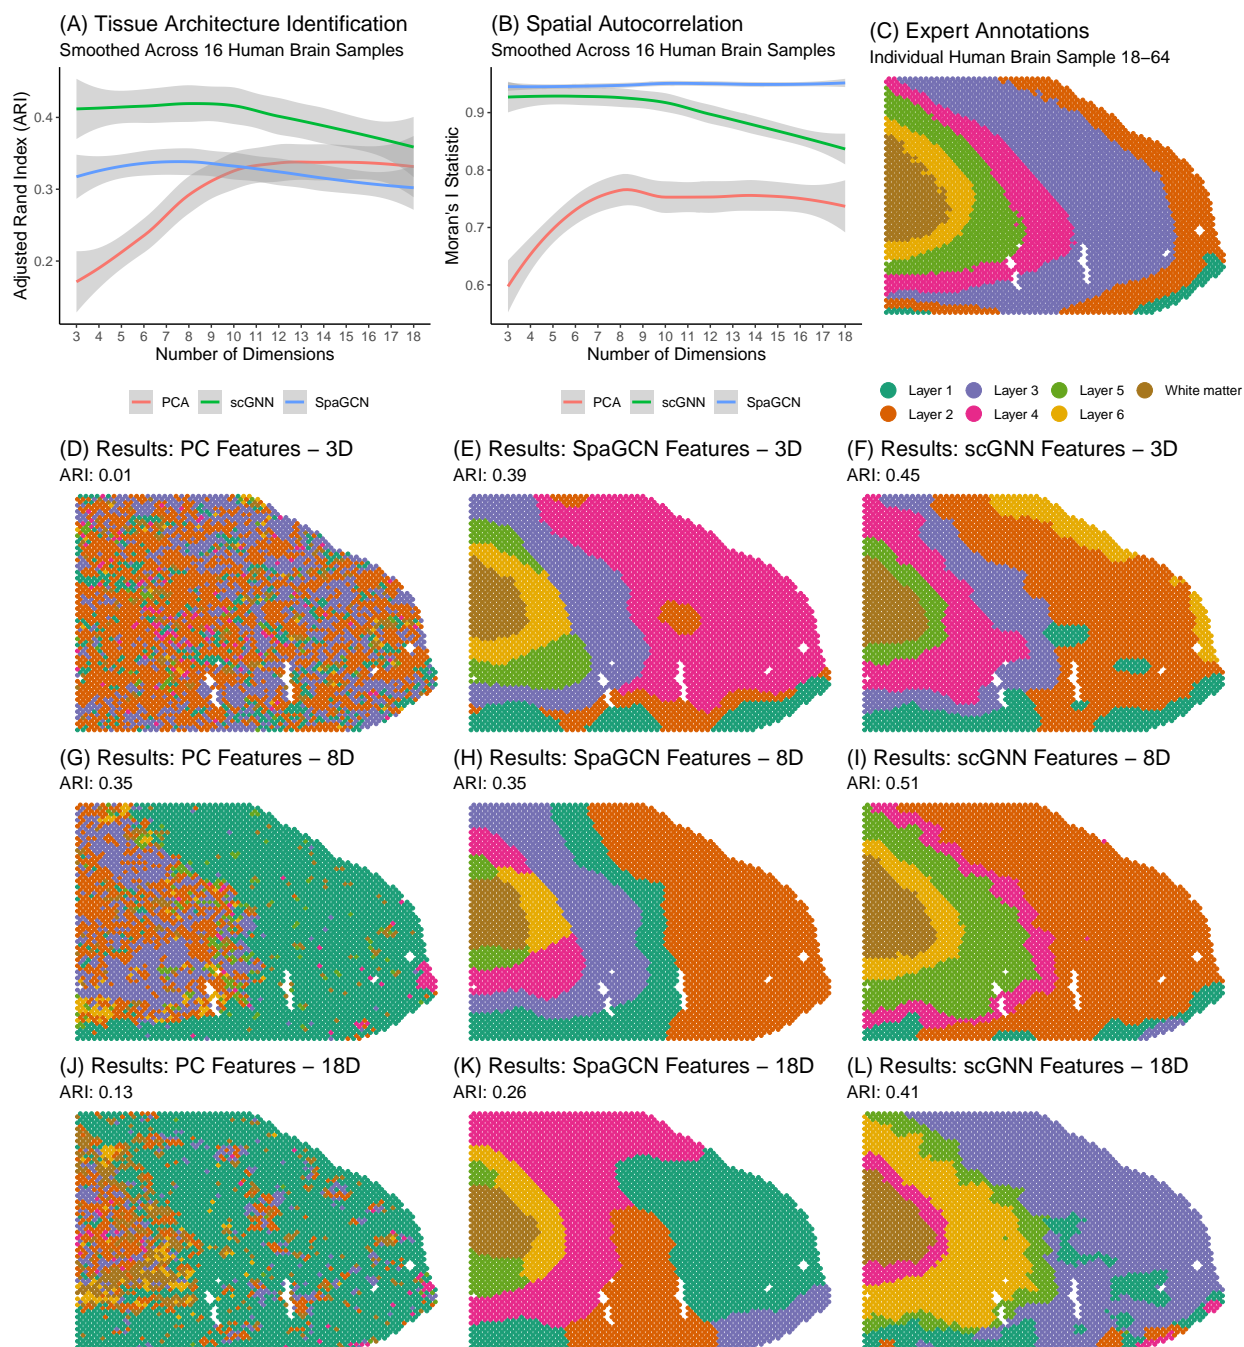 (A) Tissue Architecture Identification
Smoothed Across 16 Human Brain Samples
Adjusted Rand Index (ARI)
0.4
0.3
0.2
3 4 5 6 7 8 9 10 11 12 13 14 15 16 17 18
Number of Dimensions
PCA scGNN SpaGCN
(B) Spatial Autocorrelation
Smoothed Across 16 Human Brain Samples
Moran's I Statistic
0.9
0.8
0.7
0.6
3 4 5 6 7 8 9 10 11 12 13 14 15 16 17 18
Number of Dimensions
PCA scGNN SpaGCN
(C) Expert Annotations
Individual Human Brain Sample 18–64
Layer 1 Layer 3 Layer 5 White matter
Layer 2 Layer 4 Layer 6
(D) Results: PC Features – 3D
ARI: 0.01
(E) Results: SpaGCN Features – 3D
ARI: 0.39
(F) Results: scGNN Features – 3D
ARI: 0.45
(G) Results: PC Features – 8D
ARI: 0.35
(H) Results: SpaGCN Features – 8D
ARI: 0.35
(I) Results: scGNN Features – 8D
ARI: 0.51
(J) Results: PC Features – 18D
ARI: 0.13
(K) Results: SpaGCN Features – 18D
ARI: 0.26
(L) Results: scGNN Features – 18D
ARI: 0.41